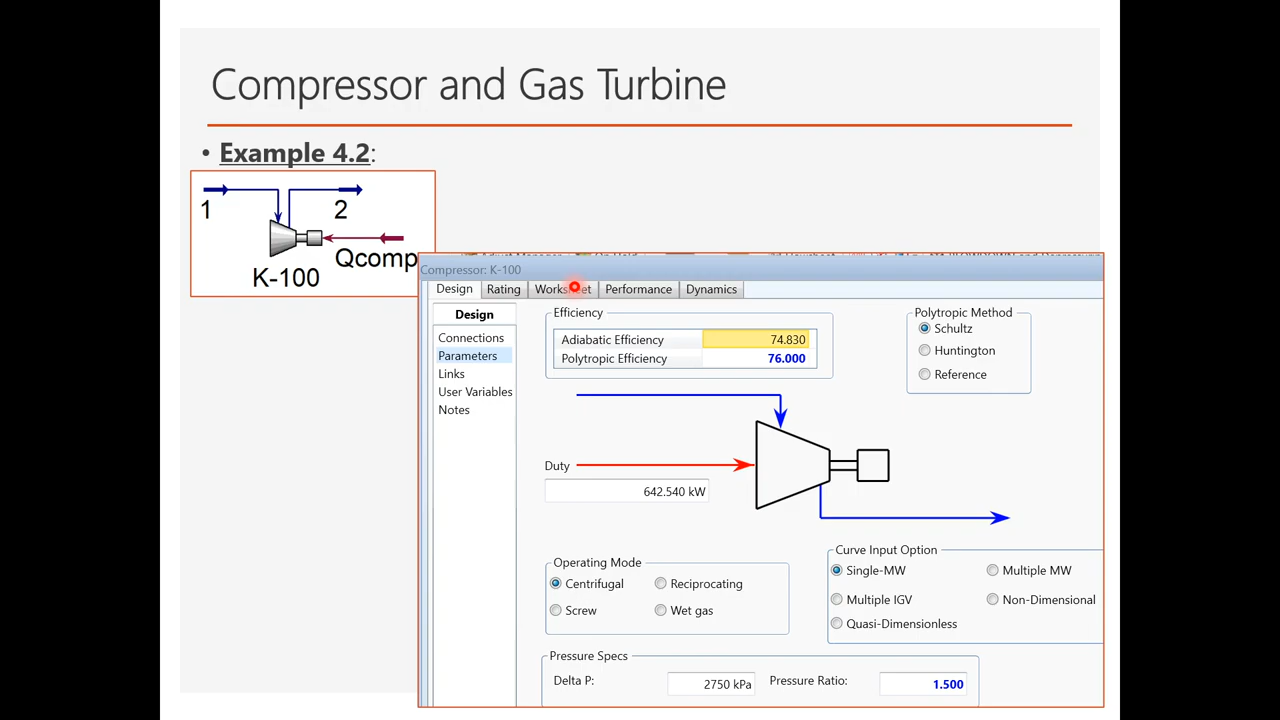 Compressor and Gas Turbine
• Example 4.2:
1
2
Qcomp
K-100
Compressor: K-100
Design Rating Worksheet Performance Dynamics
Design
Connections
Parameters
Links
User Variables
Notes
Efficiency
Adiabatic Efficiency 74.830
Polytropic Efficiency 76.000
Polytropic Method
Schultz
Huntington
Reference
Duty
642.540 kW
Operating Mode
Centrifugal Reciprocating
Screw Wet gas
Curve Input Option
Single-MW Multiple MW
Multiple IGV Non-Dimensional
Quasi-Dimensionless
Pressure Specs
Delta P: 2750 kPa Pressure Ratio: 1.500